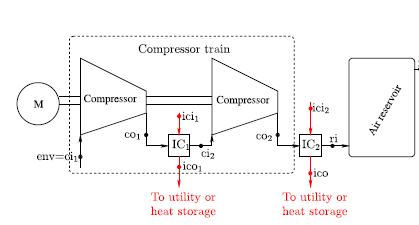 Compressor train
M
Compressor
Compressor
Air reservoir
ici₁
ici₂
co₁
co₂
ri
IC₁
IC₂
ci₂
env=ci₁
ico₁
ico
To utility or
heat storage
To utility or
heat storage